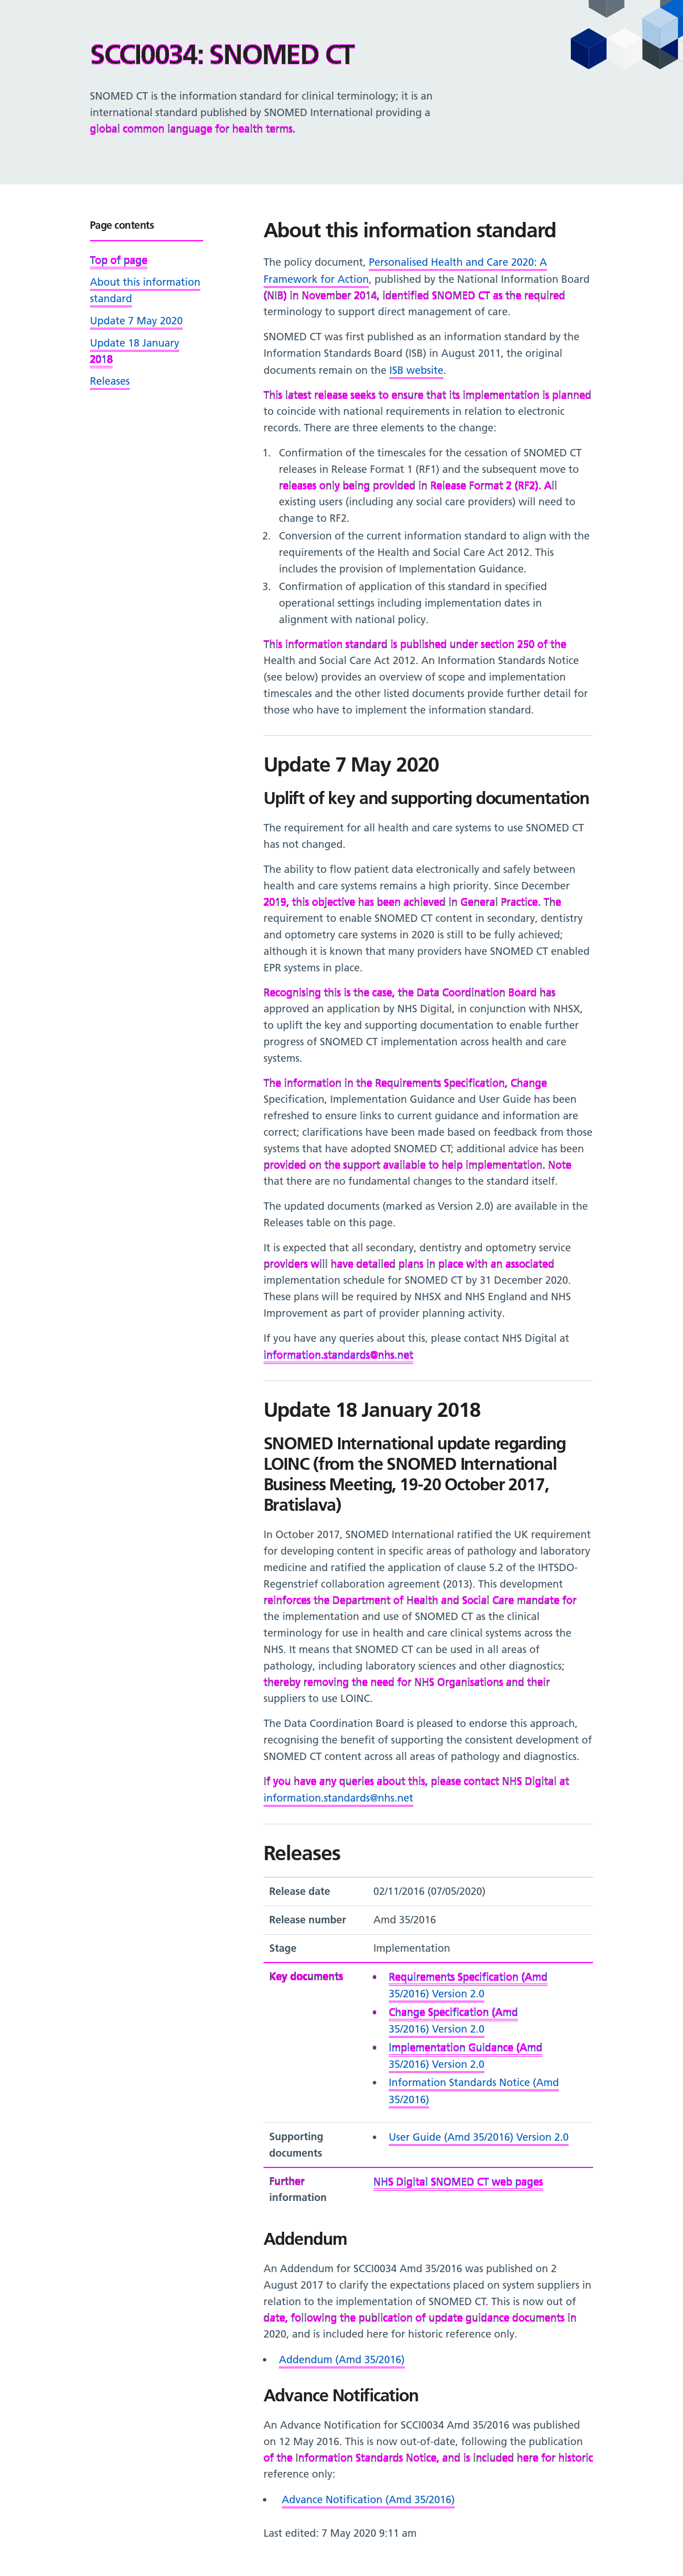 SCCI0034: SNOMED CT
SNOMED CT is the information standard for clinical terminology; it is an
international standard published by SNOMED International providing a
global common language for health terms.
Page contents
Top of page
About this information
standard
Update 7 May 2020
Update 18 January
2018
Releases
About this information standard
The policy document, Personalised Health and Care 2020: A
Framework for Action, published by the National Information Board
(NIB) in November 2014, identified SNOMED CT as the required
terminology to support direct management of care.
SNOMED CT was first published as an information standard by the
Information Standards Board (ISB) in August 2011, the original
documents remain on the ISB website.
This latest release seeks to ensure that its implementation is planned
to coincide with national requirements in relation to electronic
records. There are three elements to the change:
1. Confirmation of the timescales for the cessation of SNOMED CT
releases in Release Format 1 (RF1) and the subsequent move to
releases only being provided in Release Format 2 (RF2). All
existing users (including any social care providers) will need to
change to RF2.
2. Conversion of the current information standard to align with the
requirements of the Health and Social Care Act 2012. This
includes the provision of Implementation Guidance.
3. Confirmation of application of this standard in specified
operational settings including implementation dates in
alignment with national policy.
This information standard is published under section 250 of the
Health and Social Care Act 2012. An Information Standards Notice
(see below) provides an overview of scope and implementation
timescales and the other listed documents provide further detail for
those who have to implement the information standard.
Update 7 May 2020
Uplift of key and supporting documentation
The requirement for all health and care systems to use SNOMED CT
has not changed.
The ability to flow patient data electronically and safely between
health and care systems remains a high priority. Since December
2019, this objective has been achieved in General Practice. The
requirement to enable SNOMED CT content in secondary, dentistry
and optometry care systems in 2020 is still to be fully achieved;
although it is known that many providers have SNOMED CT enabled
EPR systems in place.
Recognising this is the case, the Data Coordination Board has
approved an application by NHS Digital, in conjunction with NHSX,
to uplift the key and supporting documentation to enable further
progress of SNOMED CT implementation across health and care
systems.
The information in the Requirements Specification, Change
Specification, Implementation Guidance and User Guide has been
refreshed to ensure links to current guidance and information are
correct; clarifications have been made based on feedback from those
systems that have adopted SNOMED CT; additional advice has been
provided on the support available to help implementation. Note
that there are no fundamental changes to the standard itself.
The updated documents (marked as Version 2.0) are available in the
Releases table on this page.
It is expected that all secondary, dentistry and optometry service
providers will have detailed plans in place with an associated
implementation schedule for SNOMED CT by 31 December 2020.
These plans will be required by NHSX and NHS England and NHS
Improvement as part of provider planning activity.
If you have any queries about this, please contact NHS Digital at
information.standards@nhs.net
Update 18 January 2018
SNOMED International update regarding
LOINC (from the SNOMED International
Business Meeting, 19-20 October 2017,
Bratislava)
In October 2017, SNOMED International ratified the UK requirement
for developing content in specific areas of pathology and laboratory
medicine and ratified the application of clause 5.2 of the IHTSDO-
Regenstrief collaboration agreement (2013). This development
reinforces the Department of Health and Social Care mandate for
the implementation and use of SNOMED CT as the clinical
terminology for use in health and care clinical systems across the
NHS. It means that SNOMED CT can be used in all areas of
pathology, including laboratory sciences and other diagnostics;
thereby removing the need for NHS Organisations and their
suppliers to use LOINC.
The Data Coordination Board is pleased to endorse this approach,
recognising the benefit of supporting the consistent development of
SNOMED CT content across all areas of pathology and diagnostics.
If you have any queries about this, please contact NHS Digital at
information.standards@nhs.net
Releases
Release date 02/11/2016 (07/05/2020)
Release number Amd 35/2016
Stage Implementation
Key documents • Requirements Specification (Amd
35/2016) Version 2.0
• Change Specification (Amd
35/2016) Version 2.0
• Implementation Guidance (Amd
35/2016) Version 2.0
• Information Standards Notice (Amd
35/2016)
Supporting • User Guide (Amd 35/2016) Version 2.0
documents
Further NHS Digital SNOMED CT web pages
information
Addendum
An Addendum for SCCI0034 Amd 35/2016 was published on 2
August 2017 to clarify the expectations placed on system suppliers in
relation to the implementation of SNOMED CT. This is now out of
date, following the publication of update guidance documents in
2020, and is included here for historic reference only.
• Addendum (Amd 35/2016)
Advance Notification
An Advance Notification for SCCI0034 Amd 35/2016 was published
on 12 May 2016. This is now out-of-date, following the publication
of the Information Standards Notice, and is included here for historic
reference only:
• Advance Notification (Amd 35/2016)
Last edited: 7 May 2020 9:11 am